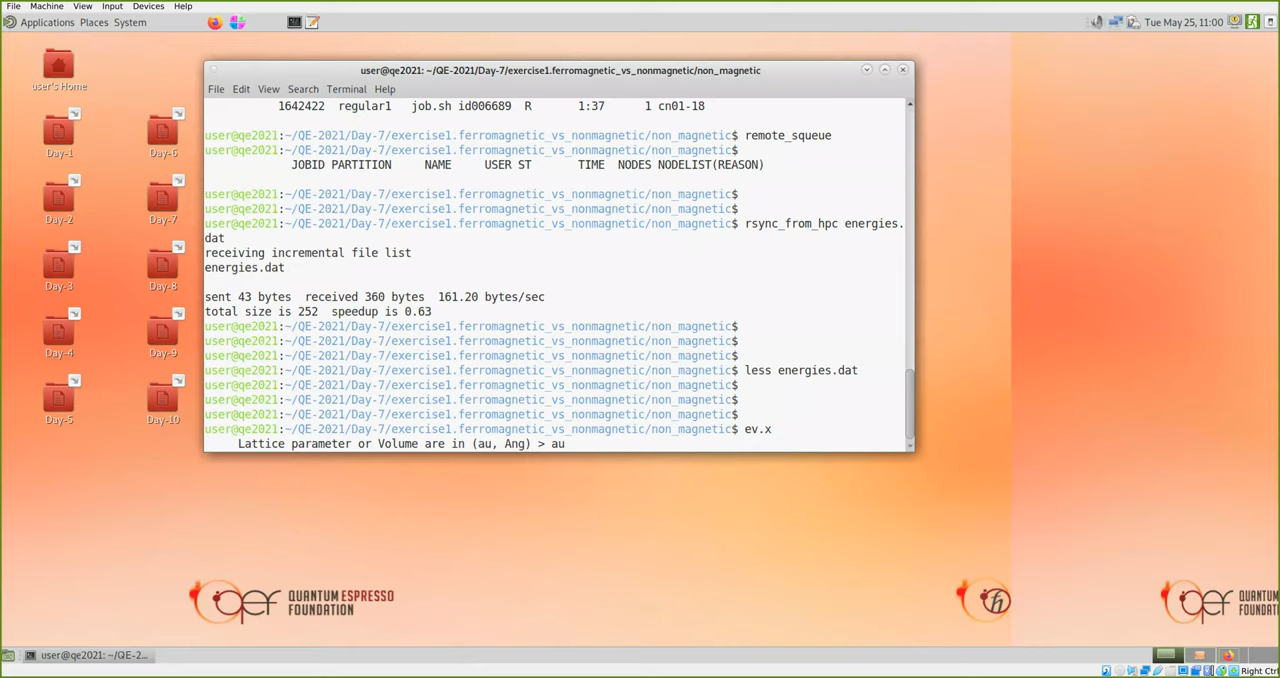 File Machine View Input Devices Help
Applications Places System
Tue May 25, 11:00
user's Home
Day-1
Day-6
Day-2
Day-7
Day-3
Day-8
Day-4
Day-9
Day-5
Day-10
user@qe2021: ~/QE-2021/Day-7/exercise1.ferromagnetic_vs_nonmagnetic/non_magnetic
File Edit View Search Terminal Help
1642422 regular1 job.sh id006689 R 1:37 1 cn01-18
user@qe2021:~/QE-2021/Day-7/exercise1.ferromagnetic_vs_nonmagnetic/non_magnetic$ remote_squeue
user@qe2021:~/QE-2021/Day-7/exercise1.ferromagnetic_vs_nonmagnetic/non_magnetic$
JOBID PARTITION NAME USER ST TIME NODES NODELIST(REASON)
user@qe2021:~/QE-2021/Day-7/exercise1.ferromagnetic_vs_nonmagnetic/non_magnetic$
user@qe2021:~/QE-2021/Day-7/exercise1.ferromagnetic_vs_nonmagnetic/non_magnetic$
user@qe2021:~/QE-2021/Day-7/exercise1.ferromagnetic_vs_nonmagnetic/non_magnetic$ rsync_from_hpc energies.
dat
receiving incremental file list
energies.dat
sent 43 bytes received 360 bytes 161.20 bytes/sec
total size is 252 speedup is 0.63
user@qe2021:~/QE-2021/Day-7/exercise1.ferromagnetic_vs_nonmagnetic/non_magnetic$
user@qe2021:~/QE-2021/Day-7/exercise1.ferromagnetic_vs_nonmagnetic/non_magnetic$
user@qe2021:~/QE-2021/Day-7/exercise1.ferromagnetic_vs_nonmagnetic/non_magnetic$
user@qe2021:~/QE-2021/Day-7/exercise1.ferromagnetic_vs_nonmagnetic/non_magnetic$ less energies.dat
user@qe2021:~/QE-2021/Day-7/exercise1.ferromagnetic_vs_nonmagnetic/non_magnetic$
user@qe2021:~/QE-2021/Day-7/exercise1.ferromagnetic_vs_nonmagnetic/non_magnetic$
user@qe2021:~/QE-2021/Day-7/exercise1.ferromagnetic_vs_nonmagnetic/non_magnetic$
user@qe2021:~/QE-2021/Day-7/exercise1.ferromagnetic_vs_nonmagnetic/non_magnetic$ ev.x
Lattice parameter or Volume are in (au, Ang) > au
QUANTUM ESPRESSO
FOUNDATION
QUANTU
FOUNDA
user@qe2021: ~/QE-2...
Right Ctrl